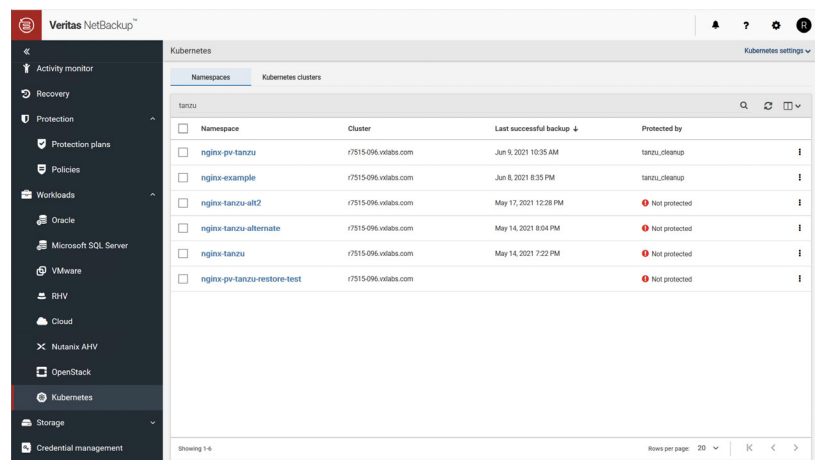 Veritas NetBackup™
? R
«
Kubernetes
Kubernetes settings
Activity monitor
Recovery
Protection
Protection plans
Policies
Workloads
Oracle
Microsoft SQL Server
VMware
RHV
Cloud
Nutanix AHV
OpenStack
Kubernetes
Storage
Credential management
Namespaces Kubernetes clusters
tanzu
Namespace Cluster Last successful backup ↓ Protected by
nginx-pv-tanzu r7515-096.vxlabs.com Jun 9, 2021 10:35 AM tanzu_cleanup
nginx-example r7515-096.vxlabs.com Jun 8, 2021 8:35 PM tanzu_cleanup
nginx-tanzu-alt2 r7515-096.vxlabs.com May 17, 2021 12:28 PM Not protected
nginx-tanzu-alternate r7515-096.vxlabs.com May 14, 2021 8:04 PM Not protected
nginx-tanzu r7515-096.vxlabs.com May 14, 2021 7:22 PM Not protected
nginx-pv-tanzu-restore-test r7515-096.vxlabs.com Not protected
Showing 1-6
Rows per page: 20